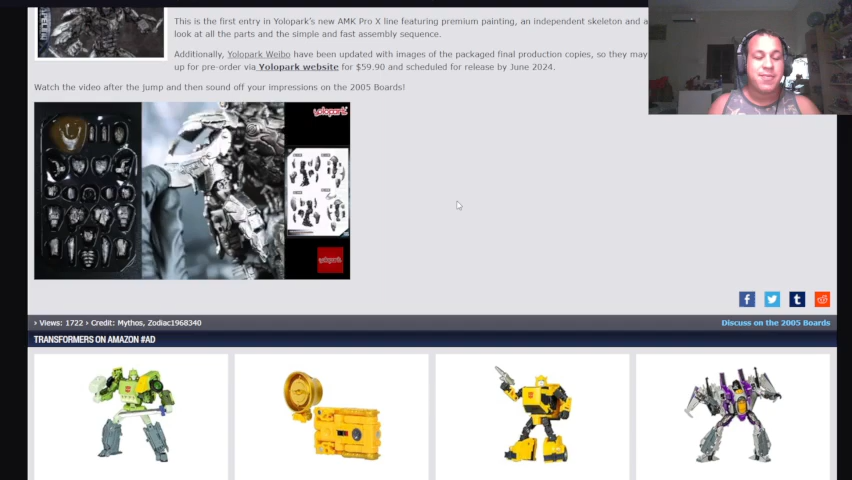 This is the first entry in Yolopark's new AMK Pro X line featuring premium painting, an independent skeleton and a
look at all the parts and the simple and fast assembly sequence.
Additionally, Yolopark Weibo have been updated with images of the packaged final production copies, so they may
up for pre-order via Yolopark website for $59.90 and scheduled for release by June 2024.
Watch the video after the jump and then sound off your impressions on the 2005 Boards!
yolopark
yolopark
› Views: 1722 › Credit: Mythos, Zodiac1968340
Discuss on the 2005 Boards
TRANSFORMERS ON AMAZON #AD